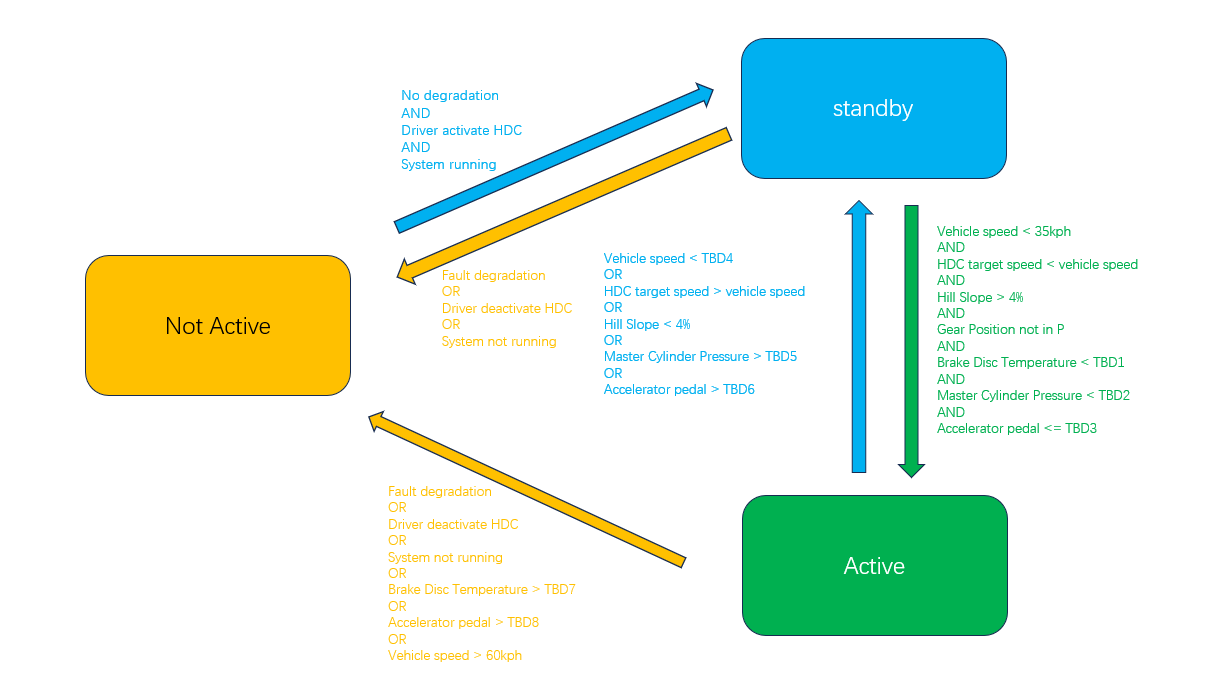 standby
No degradation
AND
Driver activate HDC
AND
System running
Vehicle speed < 35kph
AND
HDC target speed < vehicle speed
AND
Hill Slope > 4%
AND
Gear Position not in P
AND
Brake Disc Temperature < TBD1
AND
Master Cylinder Pressure < TBD2
AND
Accelerator pedal <= TBD3
Vehicle speed < TBD4
OR
HDC target speed > vehicle speed
OR
Hill Slope < 4%
OR
Master Cylinder Pressure > TBD5
OR
Accelerator pedal > TBD6
Fault degradation
OR
Driver deactivate HDC
OR
System not running
Not Active
Fault degradation
OR
Driver deactivate HDC
OR
System not running
OR
Brake Disc Temperature > TBD7
OR
Accelerator pedal > TBD8
OR
Vehicle speed > 60kph
Active